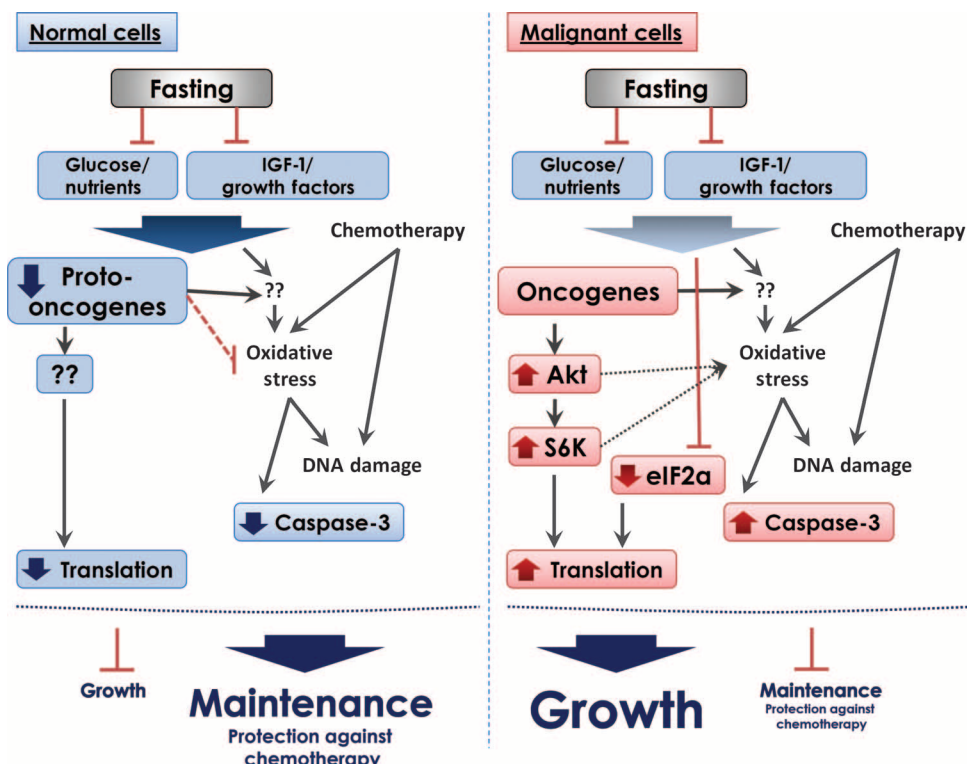 Normal cells
Fasting
Glucose/
nutrients
IGF-1/
growth factors
Chemotherapy
Proto-
oncogenes
??
??
Oxidative
stress
DNA damage
Caspase-3
Translation
Growth
Maintenance
Protection against
chemotherapy
Malignant cells
Fasting
Glucose/
nutrients
IGF-1/
growth factors
Chemotherapy
Oncogenes
??
Akt
Oxidative
stress
S6K
eIF2a
DNA damage
Caspase-3
Translation
Growth
Maintenance
Protection against
chemotherapy